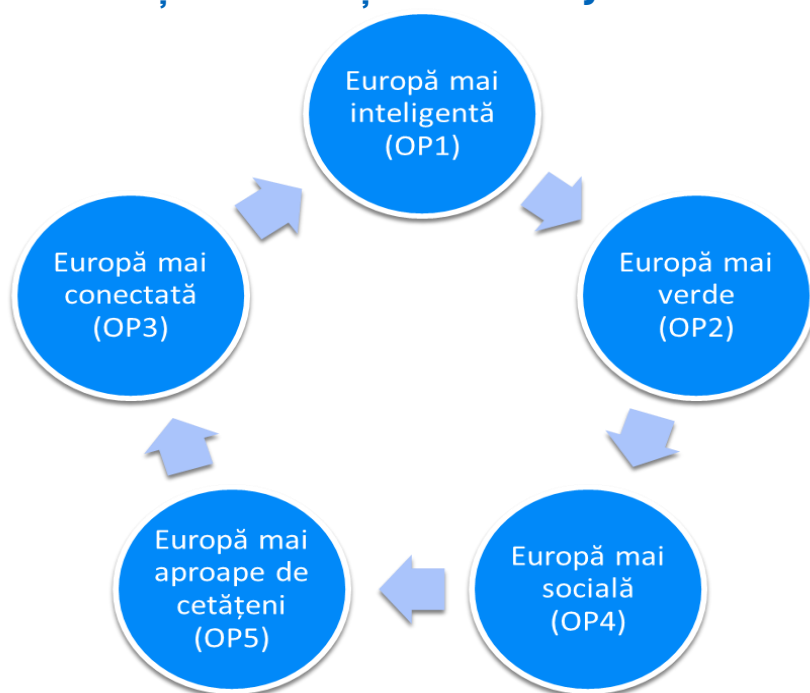 Europă mai
inteligentă
(OP1)
Europă mai
verde
(OP2)
Europă mai
socială
(OP4)
Europă mai
aproape de
cetățeni
(OP5)
Europă mai
conectată
(OP3)